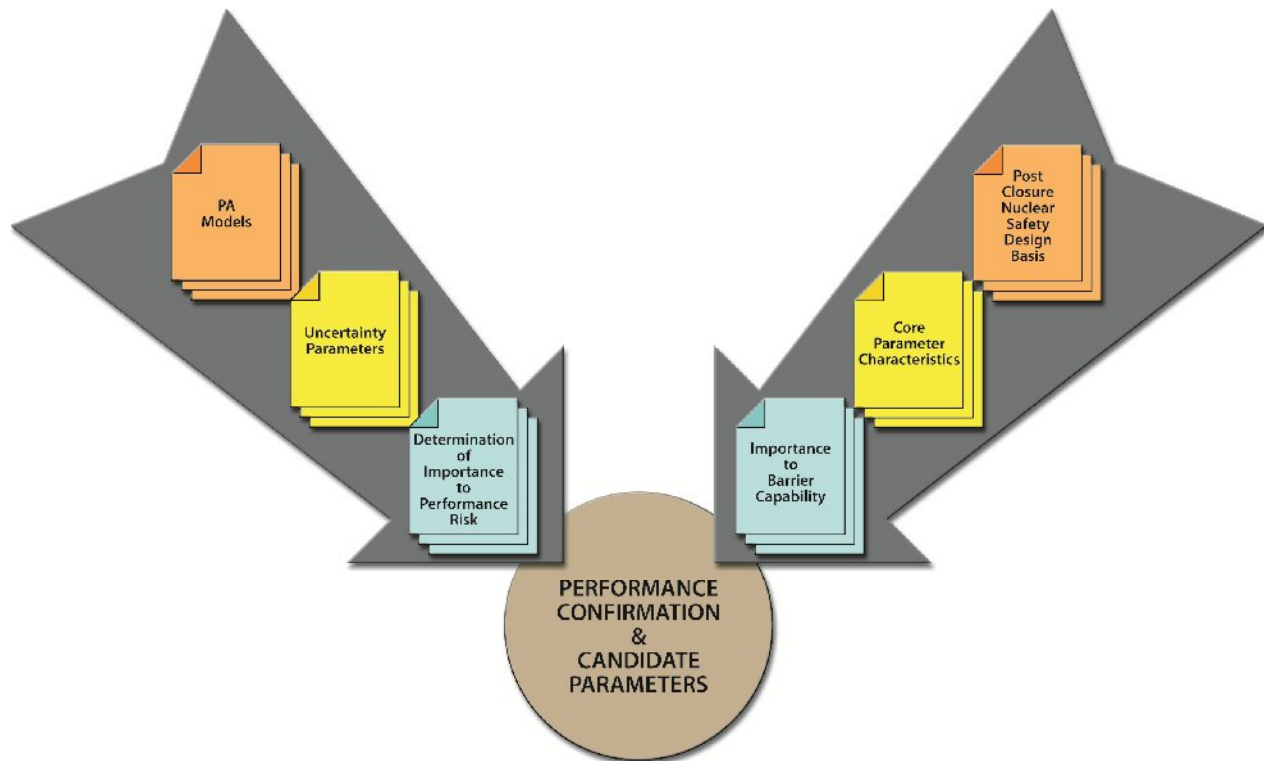 PA
Models
Uncertainty
Parameters
Determination
of
Importance
to
Performance
Risk
Post
Closure
Nuclear
Safety
Design
Basis
Core
Parameter
Characteristics
Importance
to
Barrier
Capability
PERFORMANCE
CONFIRMATION
&
CANDIDATE
PARAMETERS